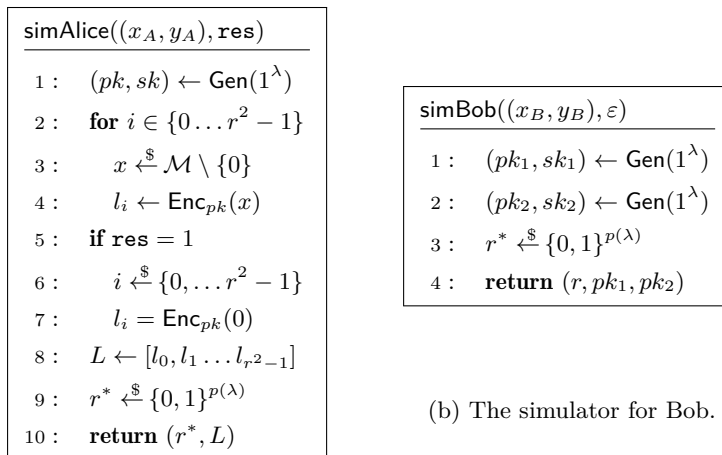 simAlice((x_A, y_A), res)
1 : (pk, sk) ← Gen(1^λ)
2 : for i ∈ {0 … r² − 1}
3 : x ←$ M \ {0}
4 : l_i ← Enc_pk(x)
5 : if res = 1
6 : i ←$ {0, … r² − 1}
7 : l_i = Enc_pk(0)
8 : L ← [l_0, l_1 … l_{r²−1}]
9 : r* ←$ {0, 1}^{p(λ)}
10 : return (r*, L)
simBob((x_B, y_B), ε)
1 : (pk_1, sk_1) ← Gen(1^λ)
2 : (pk_2, sk_2) ← Gen(1^λ)
3 : r* ←$ {0, 1}^{p(λ)}
4 : return (r, pk_1, pk_2)
(b) The simulator for Bob.